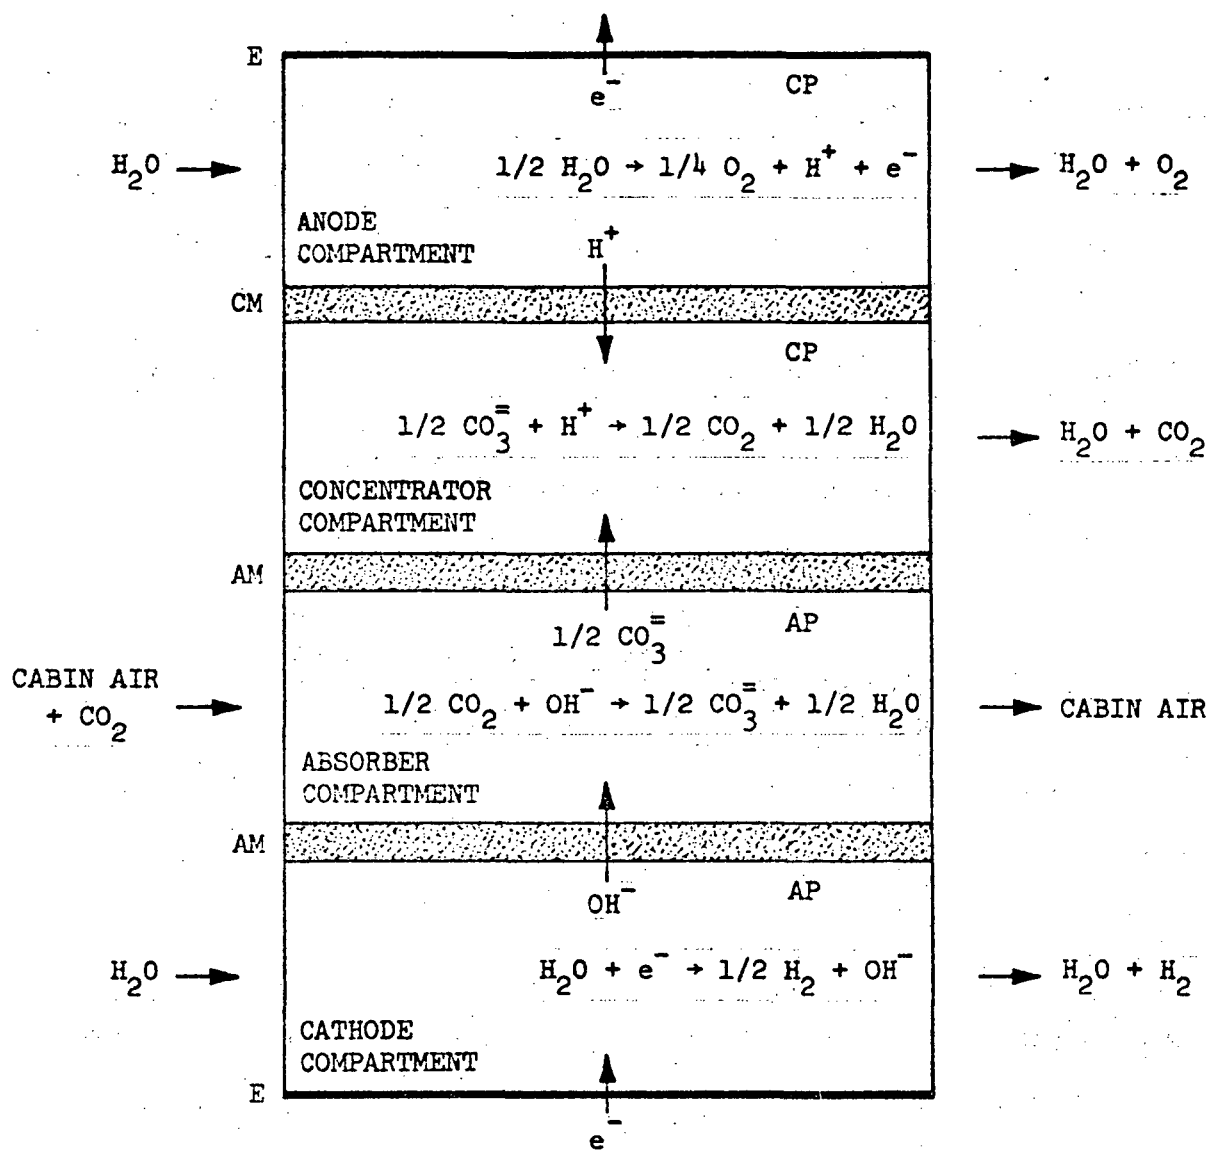 E
e⁻
CP
H₂O
1/2 H₂O → 1/4 O₂ + H⁺ + e⁻
H₂O + O₂
ANODE
COMPARTMENT
H⁺
CM
CP
1/2 CO₃⁼ + H⁺ → 1/2 CO₂ + 1/2 H₂O
H₂O + CO₂
CONCENTRATOR
COMPARTMENT
AM
1/2 CO₃⁼
AP
CABIN AIR
+ CO₂
1/2 CO₂ + OH⁻ → 1/2 CO₃⁼ + 1/2 H₂O
CABIN AIR
ABSORBER
COMPARTMENT
AM
OH⁻
AP
H₂O
H₂O + e⁻ → 1/2 H₂ + OH⁻
H₂O + H₂
CATHODE
COMPARTMENT
E
e⁻